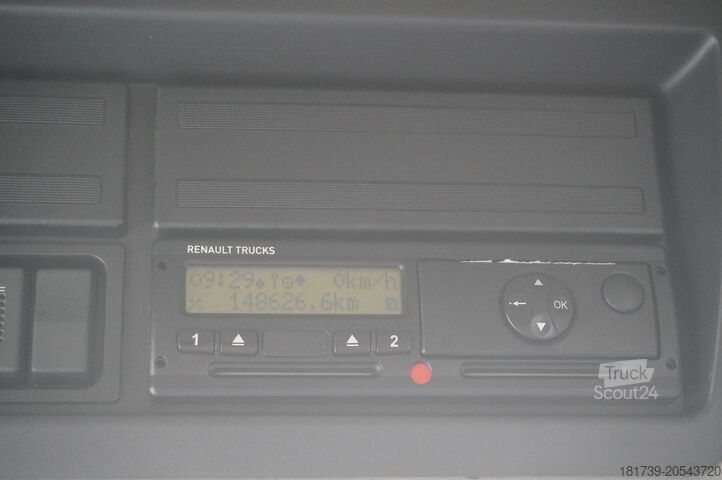 RENAULT TRUCKS
09:29 0km/h
148626.6km
1 2
OK
Truck
Scout24
181739-20543720